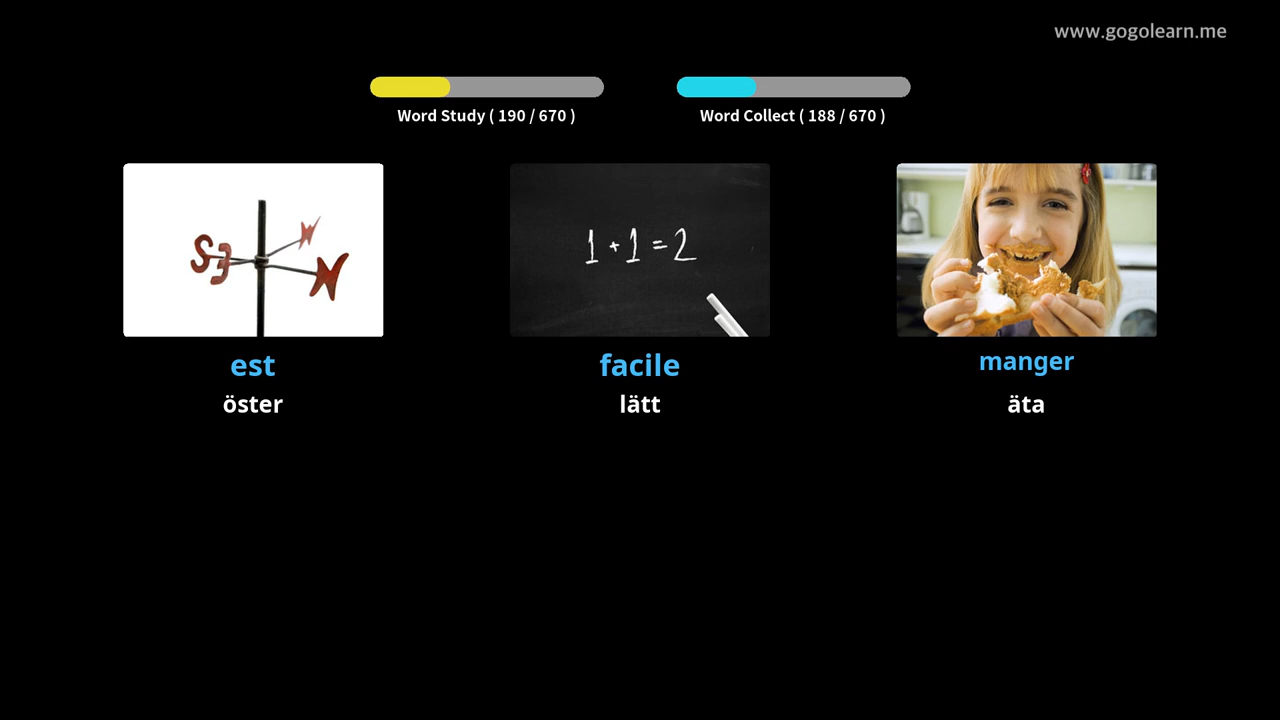 www.gogolearn.me
Word Study ( 190 / 670 )
Word Collect ( 188 / 670 )
S E N
1 + 1 = 2
est
facile
manger
öster
lätt
äta